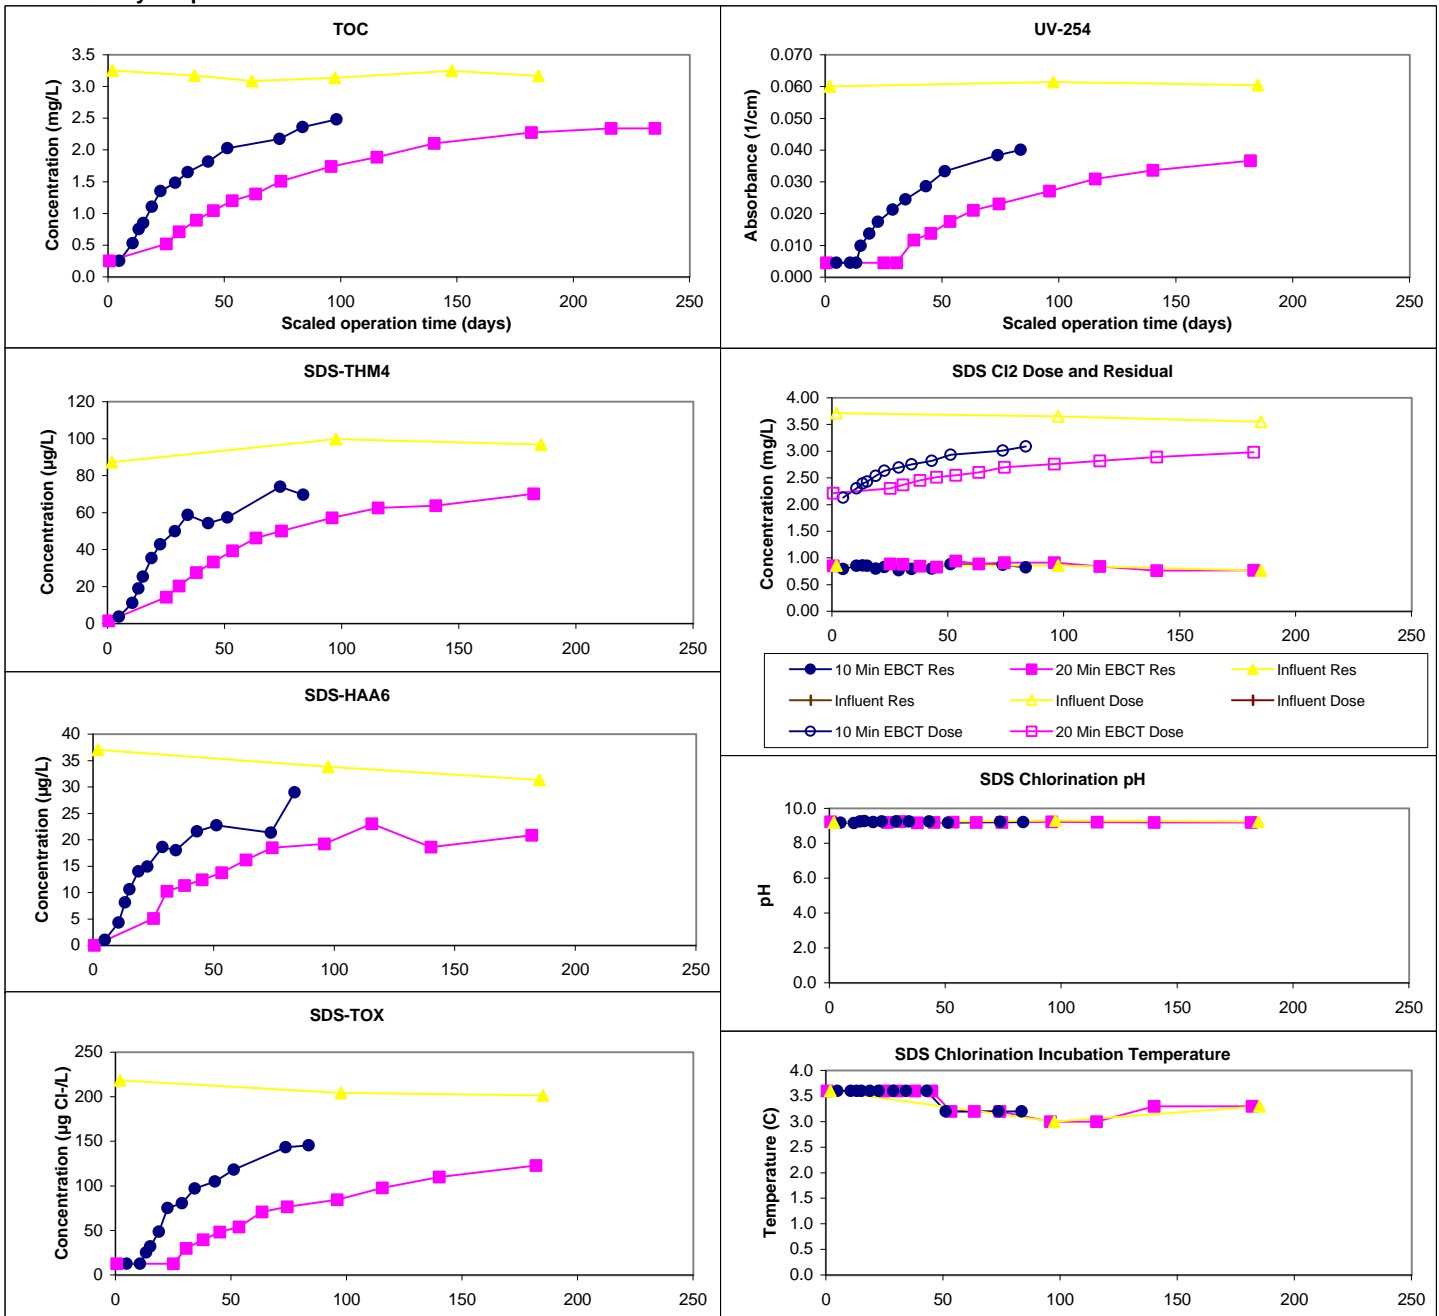 TOC
3.5
3.0
2.5
2.0
1.5
1.0
0.5
0.0
Concentration (mg/L)
0 50 100 150 200 250
Scaled operation time (days)
UV-254
0.070
0.060
0.050
0.040
0.030
0.020
0.010
0.000
Absorbance (1/cm)
0 50 100 150 200 250
Scaled operation time (days)
SDS-THM4
120
100
80
60
40
20
0
Concentration (µg/L)
0 50 100 150 200 250
SDS Cl2 Dose and Residual
4.00
3.50
3.00
2.50
2.00
1.50
1.00
0.50
0.00
Concentration (mg/L)
0 50 100 150 200 250
10 Min EBCT Res 20 Min EBCT Res Influent Res
Influent Res Influent Dose Influent Dose
10 Min EBCT Dose 20 Min EBCT Dose
SDS-HAA6
40
35
30
25
20
15
10
5
0
Concentration (µg/L)
0 50 100 150 200 250
SDS Chlorination pH
10.0
8.0
6.0
4.0
2.0
0.0
pH
0 50 100 150 200 250
SDS-TOX
250
200
150
100
50
0
Concentration (µg Cl-/L)
0 50 100 150 200 250
SDS Chlorination Incubation Temperature
4.0
3.5
3.0
2.5
2.0
1.5
1.0
0.5
0.0
Temperature (C)
0 50 100 150 200 250